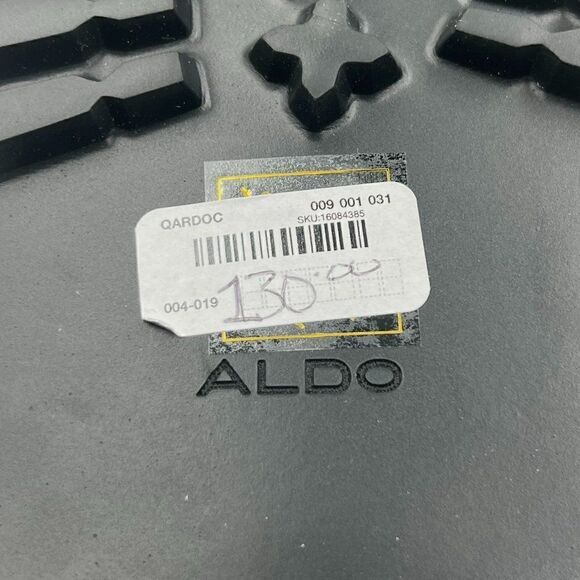 QARDOC 009 001 031
SKU:16084385
004-019 130.00
ALDO